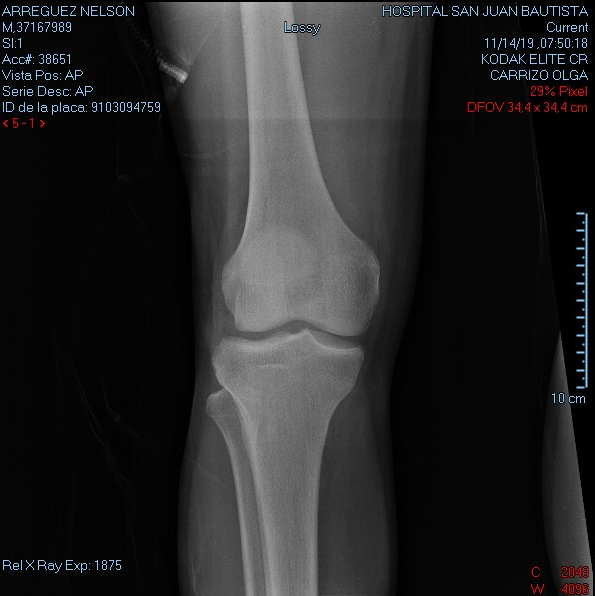 ARREGUEZ NELSON
M,37167989
SI:1
Acc#: 38651
Vista Pos: AP
Serie Desc: AP
ID de la placa: 9103094759
< 5 - 1 >
Lossy
HOSPITAL SAN JUAN BAUTISTA
Current
11/14/19 ,07:50:18
KODAK ELITE CR
CARRIZO OLGA
29% Pixel
DFOV 34,4 x 34,4 cm
10 cm
Rel X Ray Exp: 1875
C 2048
W 4096